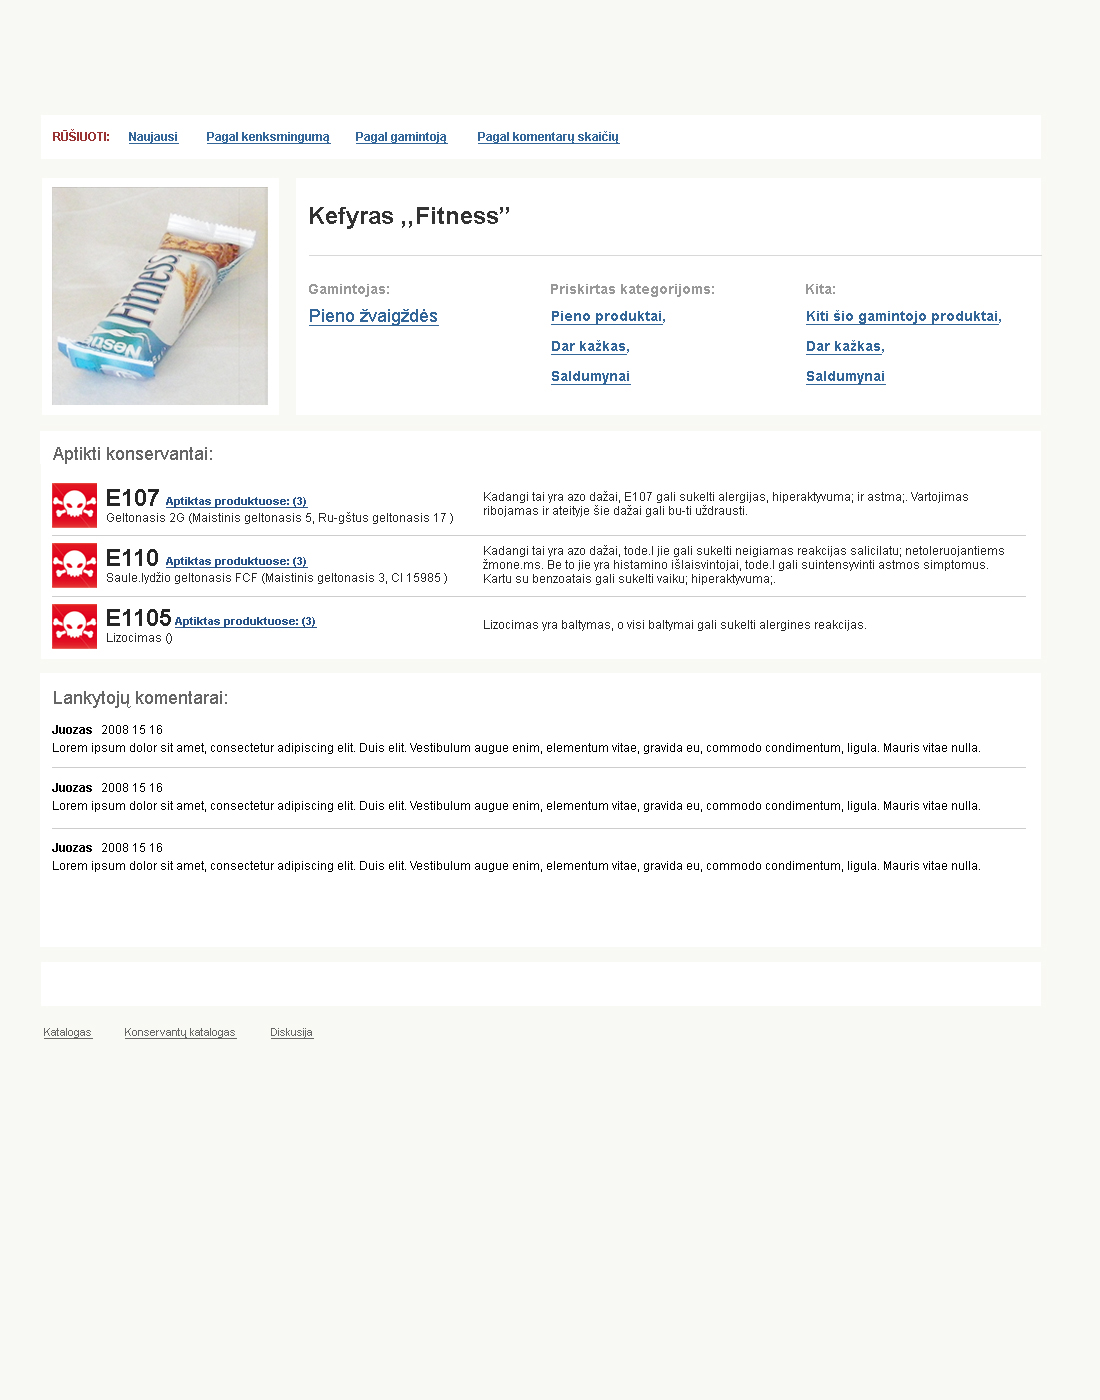 RŪŠIUOTI: Naujausi Pagal kenksmingumą Pagal gamintoją Pagal komentarų skaičių
Fitness
Nestlé
Kefyras ,,Fitness’’
Gamintojas: Priskirtas kategorijoms: Kita:
Pieno žvaigždės Pieno produktai, Kiti šio gamintojo produktai,
Dar kažkas, Dar kažkas,
Saldumynai Saldumynai
Aptikti konservantai:
E107 Aptiktas produktuose: (3)
Geltonasis 2G (Maistinis geltonasis 5, Ru-gštus geltonasis 17 )
Kadangi tai yra azo dažai, E107 gali sukelti alergijas, hiperaktyvuma; ir astma;. Vartojimas
ribojamas ir ateityje šie dažai gali bu-ti uždrausti.
E110 Aptiktas produktuose: (3)
Saule.lydžio geltonasis FCF (Maistinis geltonasis 3, CI 15985 )
Kadangi tai yra azo dažai, tode.l jie gali sukelti neigiamas reakcijas salicilatu; netoleruojantiems
žmone.ms. Be to jie yra histamino išlaisvintojai, tode.l gali suintensyvinti astmos simptomus.
Kartu su benzoatais gali sukelti vaiku; hiperaktyvuma;.
E1105 Aptiktas produktuose: (3)
Lizocimas ()
Lizocimas yra baltymas, o visi baltymai gali sukelti alergines reakcijas.
Lankytojų komentarai:
Juozas 2008 15 16
Lorem ipsum dolor sit amet, consectetur adipiscing elit. Duis elit. Vestibulum augue enim, elementum vitae, gravida eu, commodo condimentum, ligula. Mauris vitae nulla.
Juozas 2008 15 16
Lorem ipsum dolor sit amet, consectetur adipiscing elit. Duis elit. Vestibulum augue enim, elementum vitae, gravida eu, commodo condimentum, ligula. Mauris vitae nulla.
Juozas 2008 15 16
Lorem ipsum dolor sit amet, consectetur adipiscing elit. Duis elit. Vestibulum augue enim, elementum vitae, gravida eu, commodo condimentum, ligula. Mauris vitae nulla.
Katalogas Konservantų katalogas Diskusija